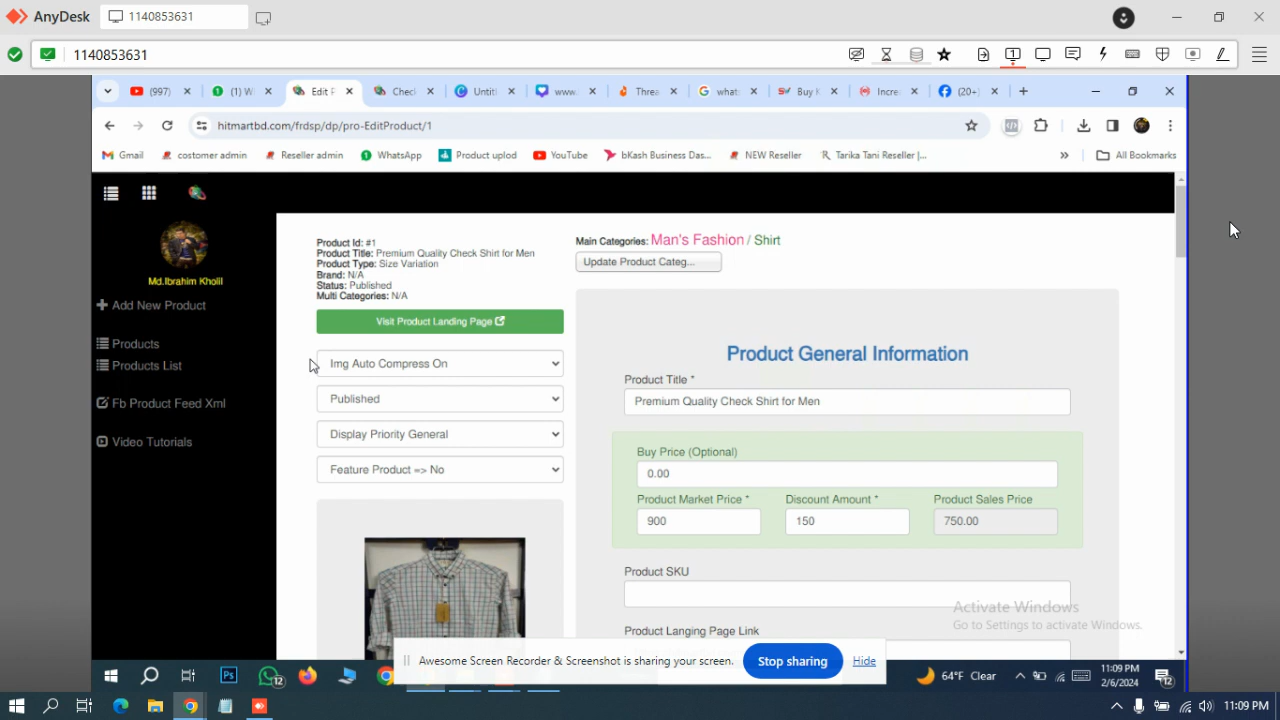 AnyDesk
1140853631
1140853631
(997)
(1) W
Edit F
Checl
Untiti
www.
Threa
what
Buy K
Incre
(20+)
hitmartbd.com/frdsp/dp/pro-EditProduct/1
Gmail
costomer admin
Reseller admin
WhatsApp
Product uplod
YouTube
bKash Business Das...
NEW Reseller
Tarika Tani Reseller |...
»
All Bookmarks
Md.Ibrahim Kholil
Add New Product
Products
Products List
Fb Product Feed Xml
Video Tutorials
Product Id: #1
Product Title: Premium Quality Check Shirt for Men
Product Type: Size Variation
Brand: N/A
Status: Published
Multi Categories: N/A
Visit Product Landing Page
Img Auto Compress On
Published
Display Priority General
Feature Product => No
Main Categories: Man's Fashion / Shirt
Update Product Categ...
Product General Information
Product Title *
Premium Quality Check Shirt for Men
Buy Price (Optional)
0.00
Product Market Price * Discount Amount * Product Sales Price
900 150 750.00
Product SKU
Product Langing Page Link
Activate Windows
Go to Settings to activate Windows.
Awesome Screen Recorder & Screenshot is sharing your screen. Stop sharing Hide
64°F Clear
11:09 PM
2/6/2024
11:09 PM